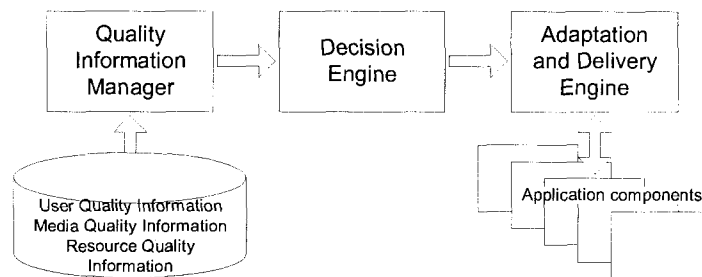 Quality
Information
Manager
Decision
Engine
Adaptation
and Delivery
Engine
User Quality Information
Media Quality Information
Resource Quality
Information
Application components